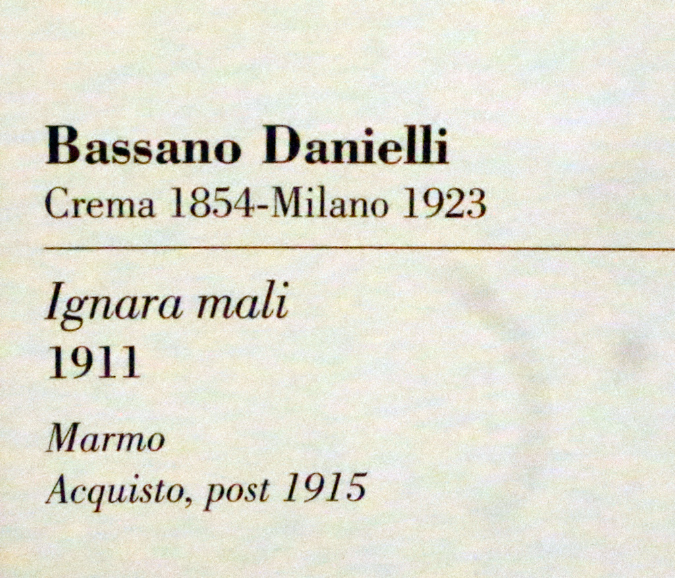 Bassano Danielli
Crema 1854-Milano 1923
Ignara mali
1911
Marmo
Acquisto, post 1915